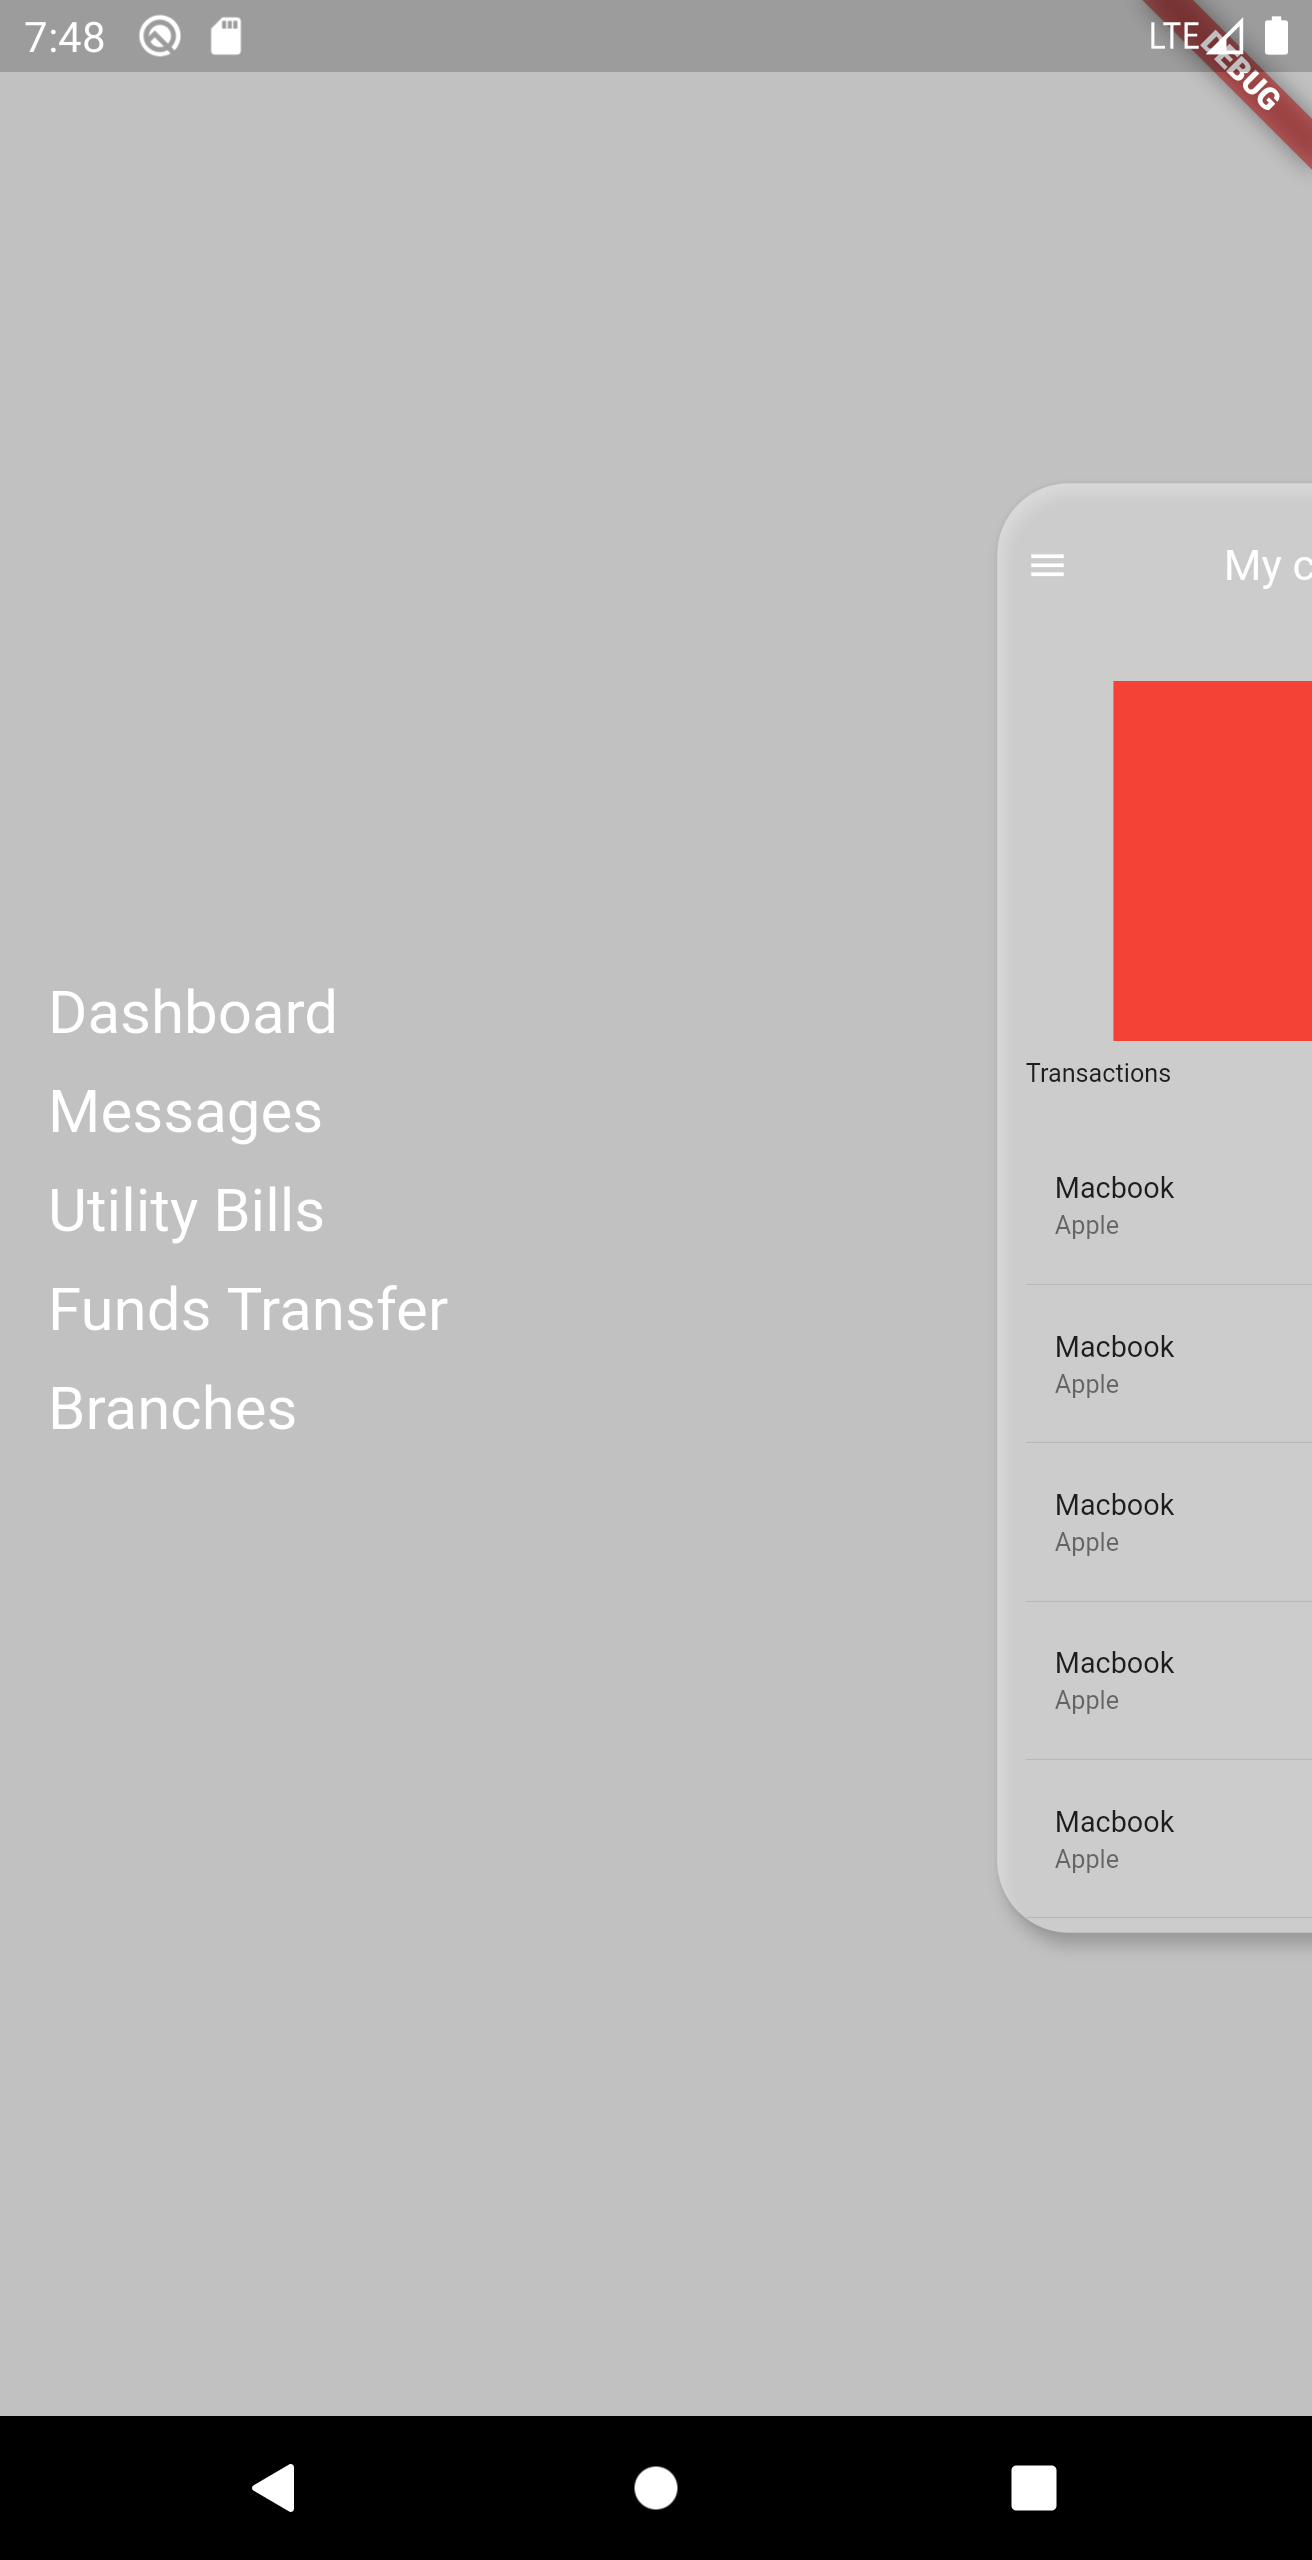 7:48
LTE
DEBUG
My c
Dashboard
Messages
Utility Bills
Funds Transfer
Branches
Transactions
Macbook
Apple
Macbook
Apple
Macbook
Apple
Macbook
Apple
Macbook
Apple